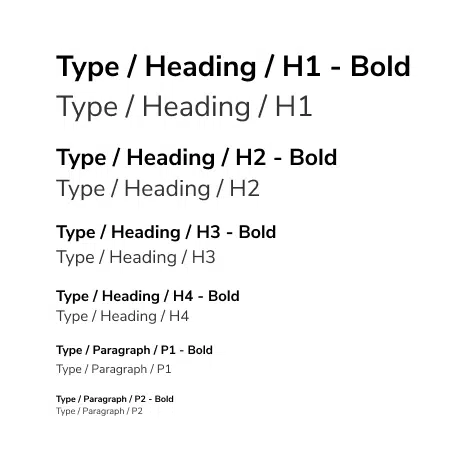 Type / Heading / H1 - Bold
Type / Heading / H1
Type / Heading / H2 - Bold
Type / Heading / H2
Type / Heading / H3 - Bold
Type / Heading / H3
Type / Heading / H4 - Bold
Type / Heading / H4
Type / Paragraph / P1 - Bold
Type / Paragraph / P1
Type / Paragraph / P2 - Bold
Type / Paragraph / P2